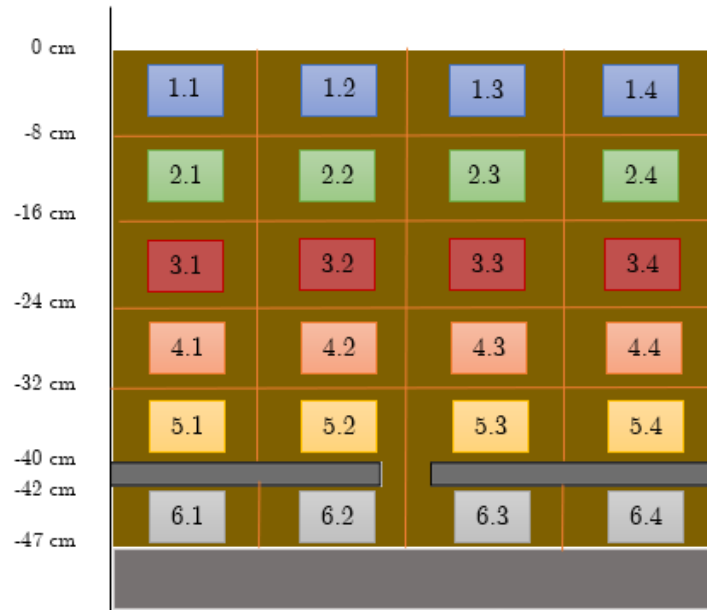 0 cm
1.1 1.2 1.3 1.4
-8 cm
2.1 2.2 2.3 2.4
-16 cm
3.1 3.2 3.3 3.4
-24 cm
4.1 4.2 4.3 4.4
-32 cm
5.1 5.2 5.3 5.4
-40 cm
-42 cm
6.1 6.2 6.3 6.4
-47 cm